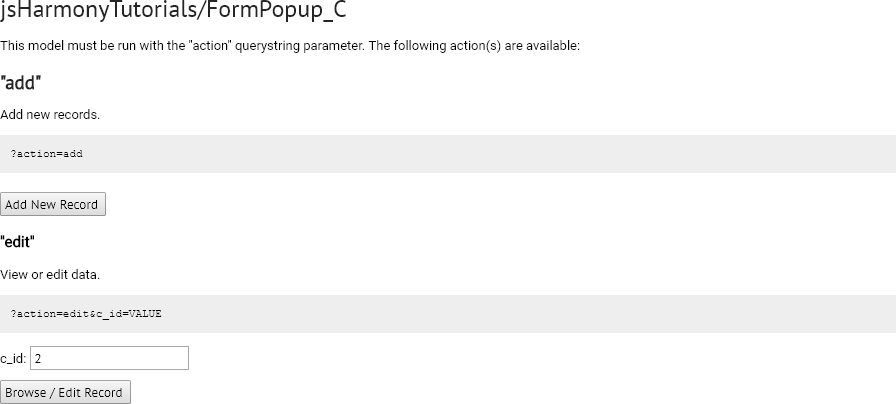 jsHarmonyTutorials/FormPopup_C
This model must be run with the "action" querystring parameter. The following action(s) are available:
"add"
Add new records.
?action=add
Add New Record
"edit"
View or edit data.
?action=edit&c_id=VALUE
c_id: 2
Browse / Edit Record